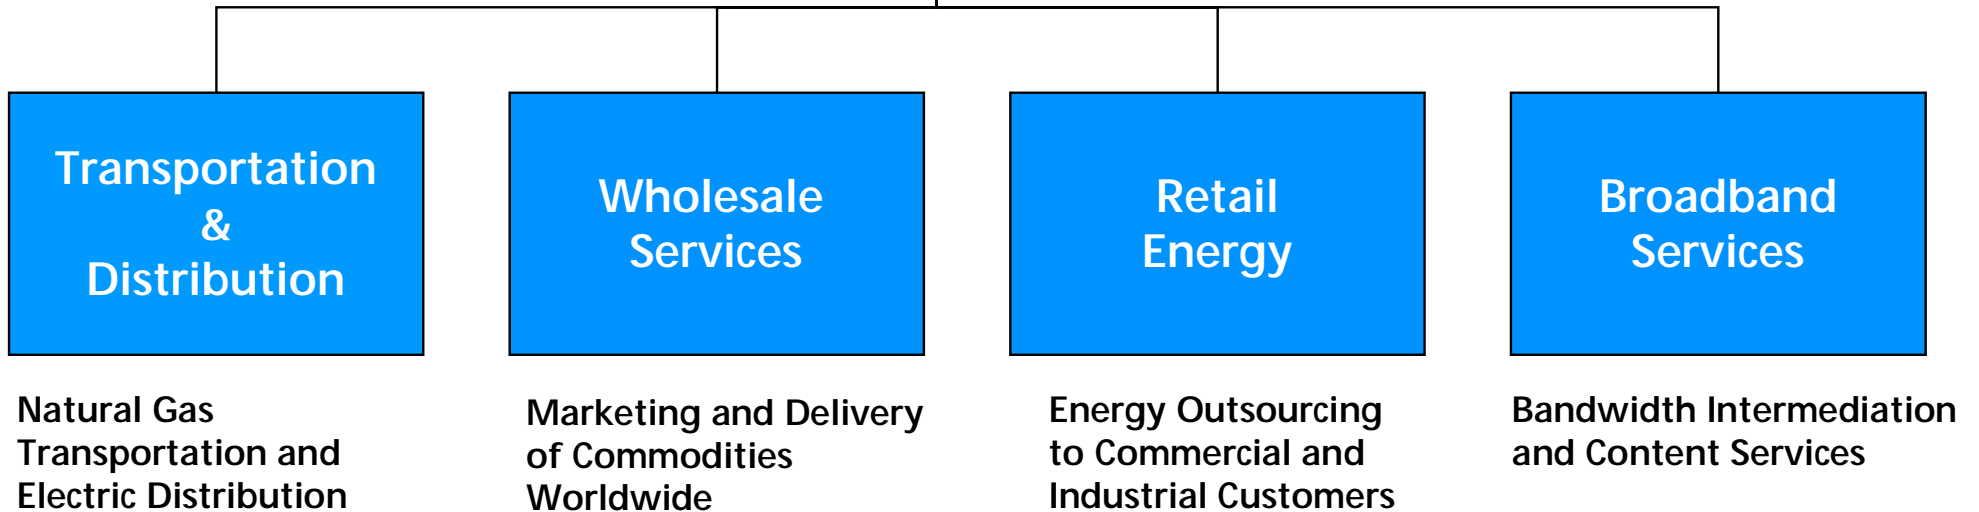 Transportation
&
Distribution
Wholesale
Services
Retail
Energy
Broadband
Services
Natural Gas
Transportation and
Electric Distribution
Marketing and Delivery
of Commodities
Worldwide
Energy Outsourcing
to Commercial and
Industrial Customers
Bandwidth Intermediation
and Content Services